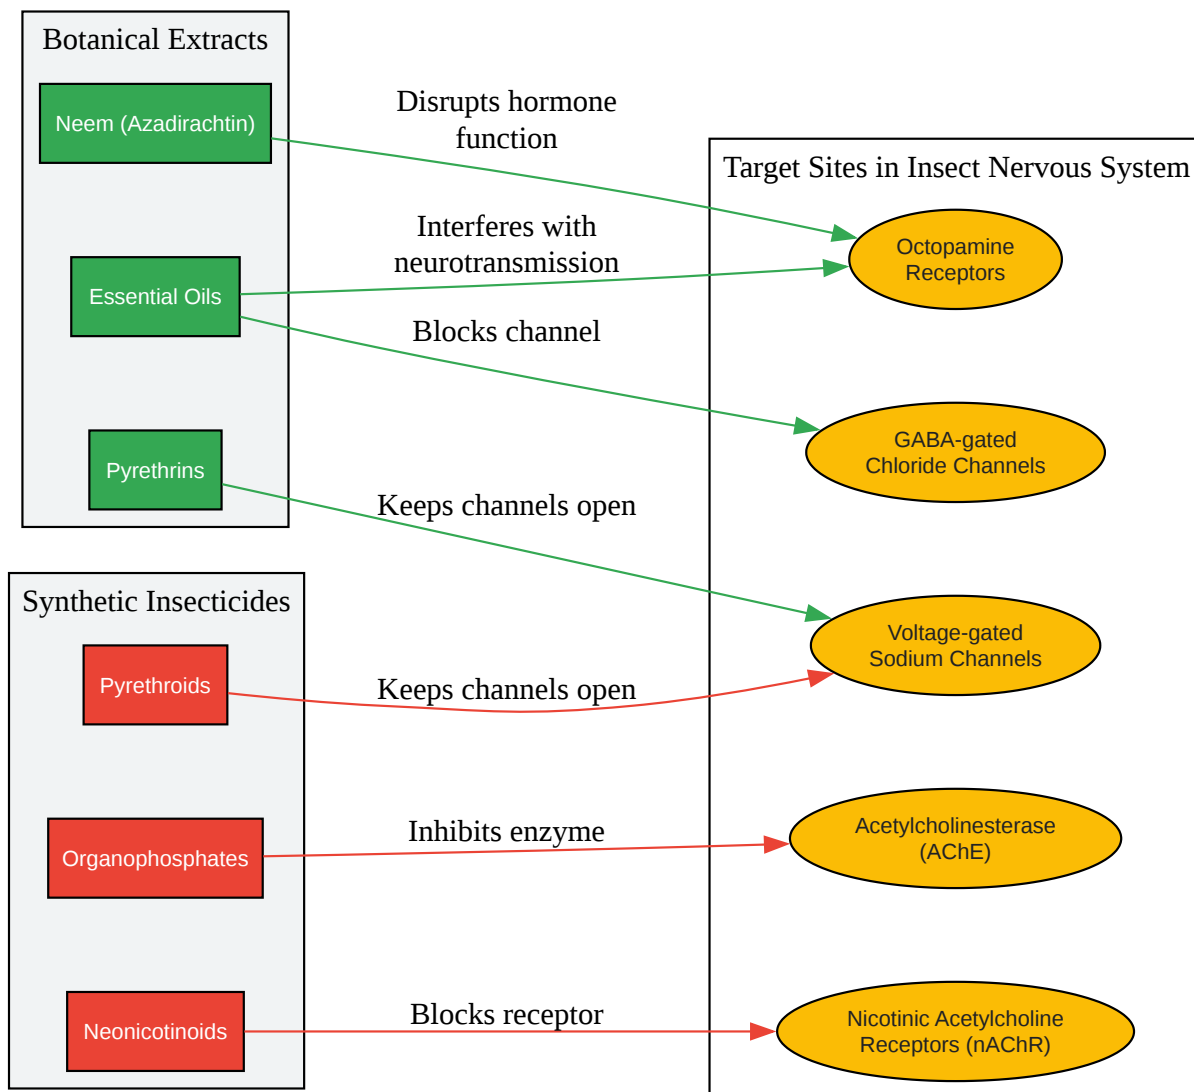 Botanical Extracts
Neem (Azadirachtin)
Essential Oils
Pyrethrins
Synthetic Insecticides
Pyrethroids
Organophosphates
Neonicotinoids
Disrupts hormone
function
Interferes with
neurotransmission
Blocks channel
Keeps channels open
Keeps channels open
Inhibits enzyme
Blocks receptor
Target Sites in Insect Nervous System
Octopamine
Receptors
GABA-gated
Chloride Channels
Voltage-gated
Sodium Channels
Acetylcholinesterase
(AChE)
Nicotinic Acetylcholine
Receptors (nAChR)